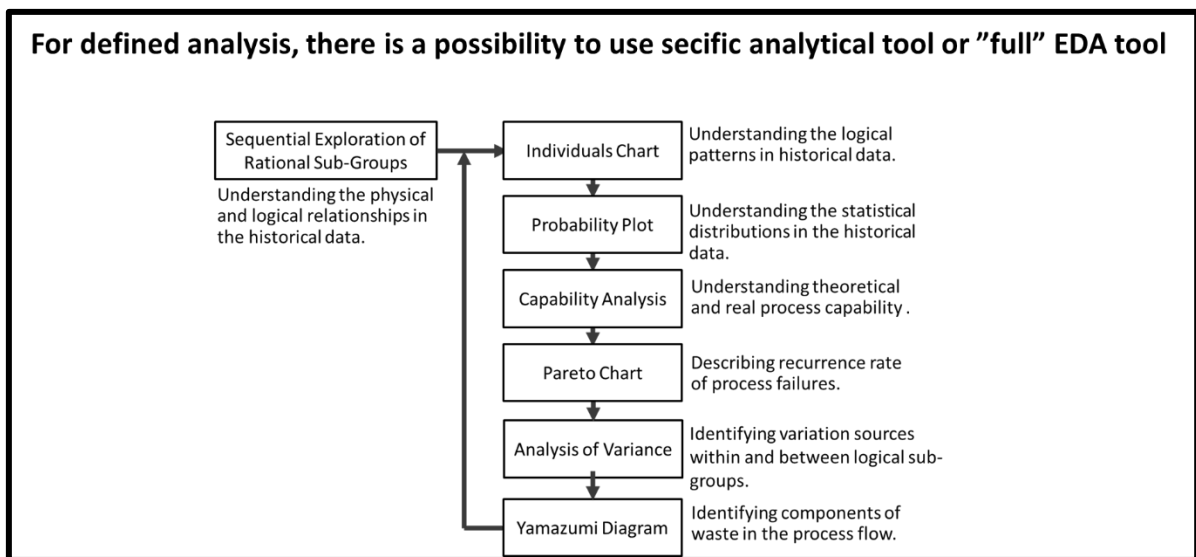 For defined analysis, there is a possibility to use secific analytical tool or ”full” EDA tool
Sequential Exploration of
Rational Sub-Groups
Understanding the physical
and logical relationships in
the historical data.
Individuals Chart
Understanding the logical
patterns in historical data.
Probability Plot
Understanding the statistical
distributions in the historical
data.
Capability Analysis
Understanding theoretical
and real process capability .
Pareto Chart
Describing recurrence rate
of process failures.
Analysis of Variance
Identifying variation sources
within and between logical sub-
groups.
Yamazumi Diagram
Identifying components of
waste in the process flow.